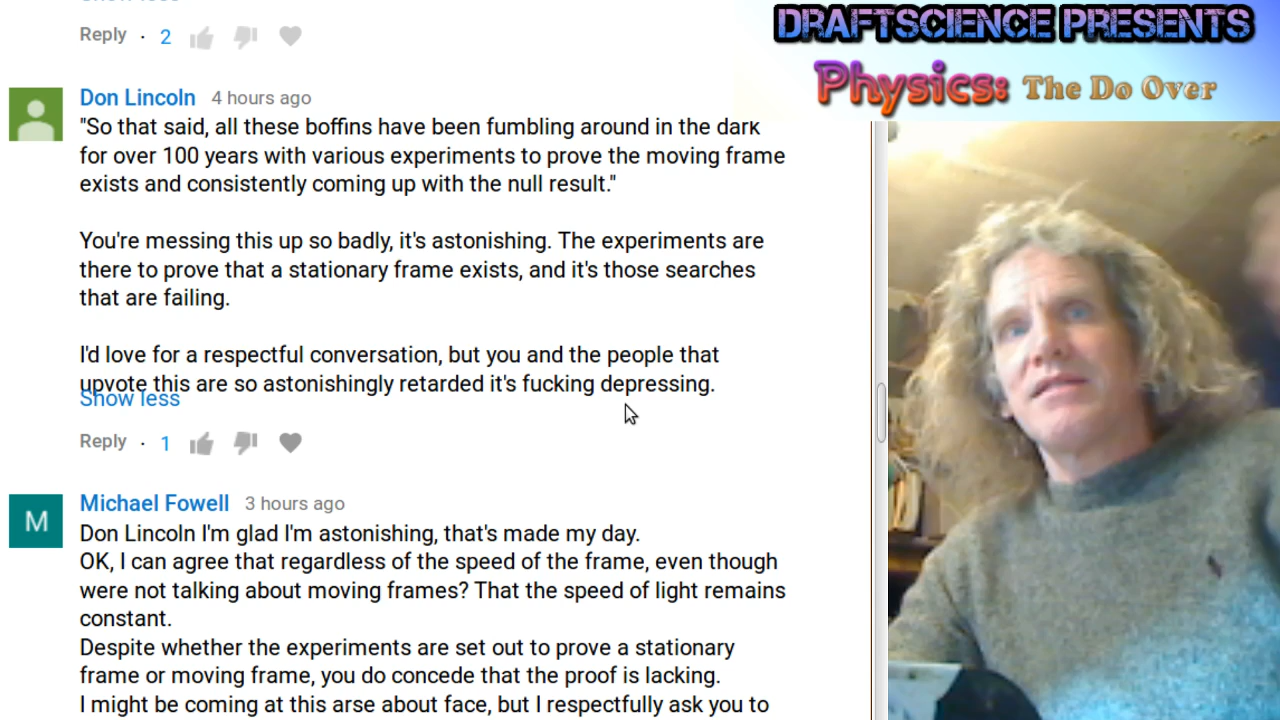 DRAFTSCIENCE PRESENTS
Physics: The Do Over
Reply · 2
Don Lincoln 4 hours ago
"So that said, all these boffins have been fumbling around in the dark
for over 100 years with various experiments to prove the moving frame
exists and consistently coming up with the null result."
You're messing this up so badly, it's astonishing. The experiments are
there to prove that a stationary frame exists, and it's those searches
that are failing.
I'd love for a respectful conversation, but you and the people that
upvote this are so astonishingly retarded it's fucking depressing.
Show less
Reply · 1
M
Michael Fowell 3 hours ago
Don Lincoln I'm glad I'm astonishing, that's made my day.
OK, I can agree that regardless of the speed of the frame, even though
were not talking about moving frames? That the speed of light remains
constant.
Despite whether the experiments are set out to prove a stationary
frame or moving frame, you do concede that the proof is lacking.
I might be coming at this arse about face, but I respectfully ask you to